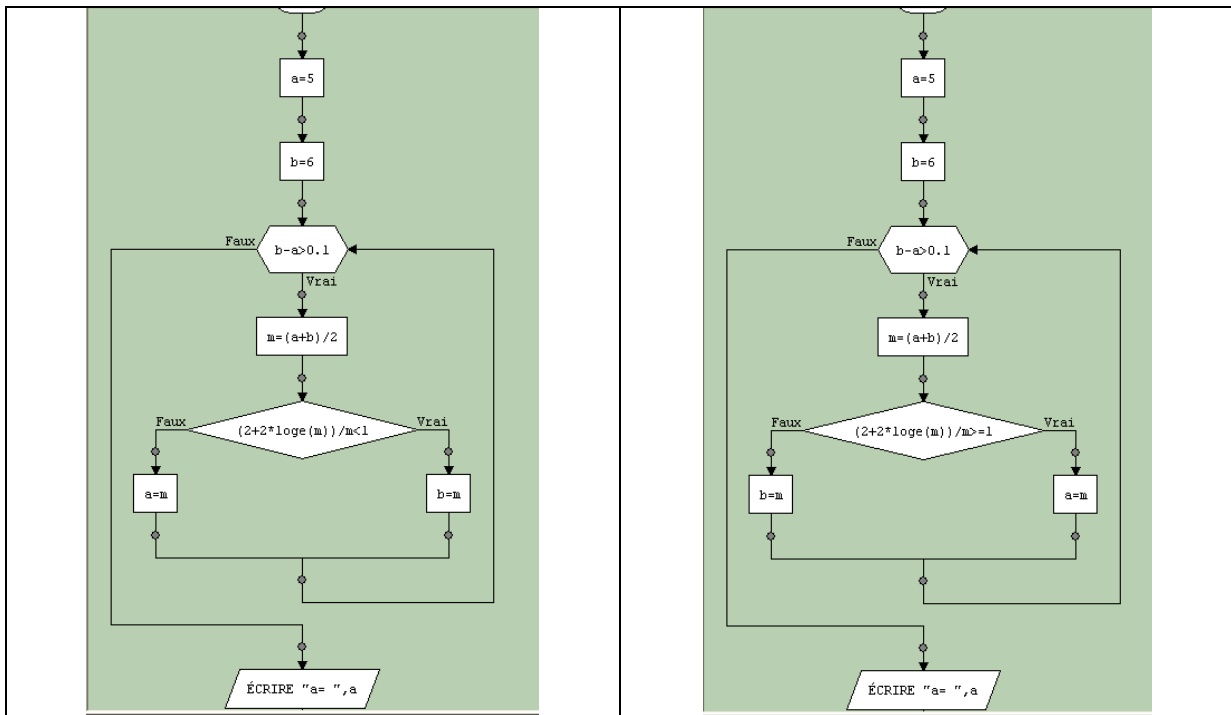 a=5
b=6
Faux
b-a>0.1
Vrai
m=(a+b)/2
Faux
(2+2*loge(m))/m<1
Vrai
a=m
b=m
ÉCRIRE "a= ",a
a=5
b=6
Faux
b-a>0.1
Vrai
m=(a+b)/2
Faux
(2+2*loge(m))/m>=1
Vrai
b=m
a=m
ÉCRIRE "a= ",a